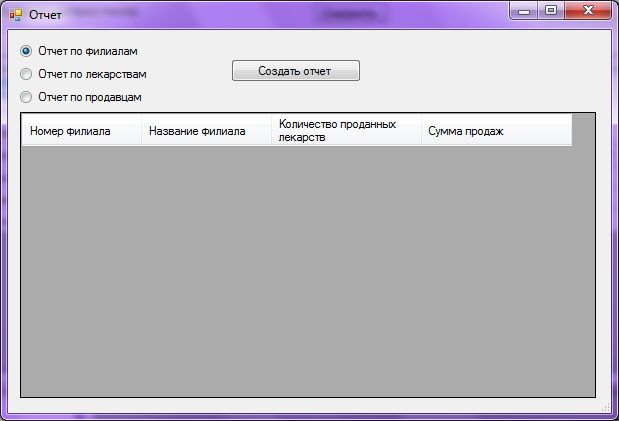 Отчет
Отчет по филиалам
Отчет по лекарствам
Создать отчет
Отчет по продавцам
Номер филиала
Название филиала
Количество проданных
лекарств
Сумма продаж